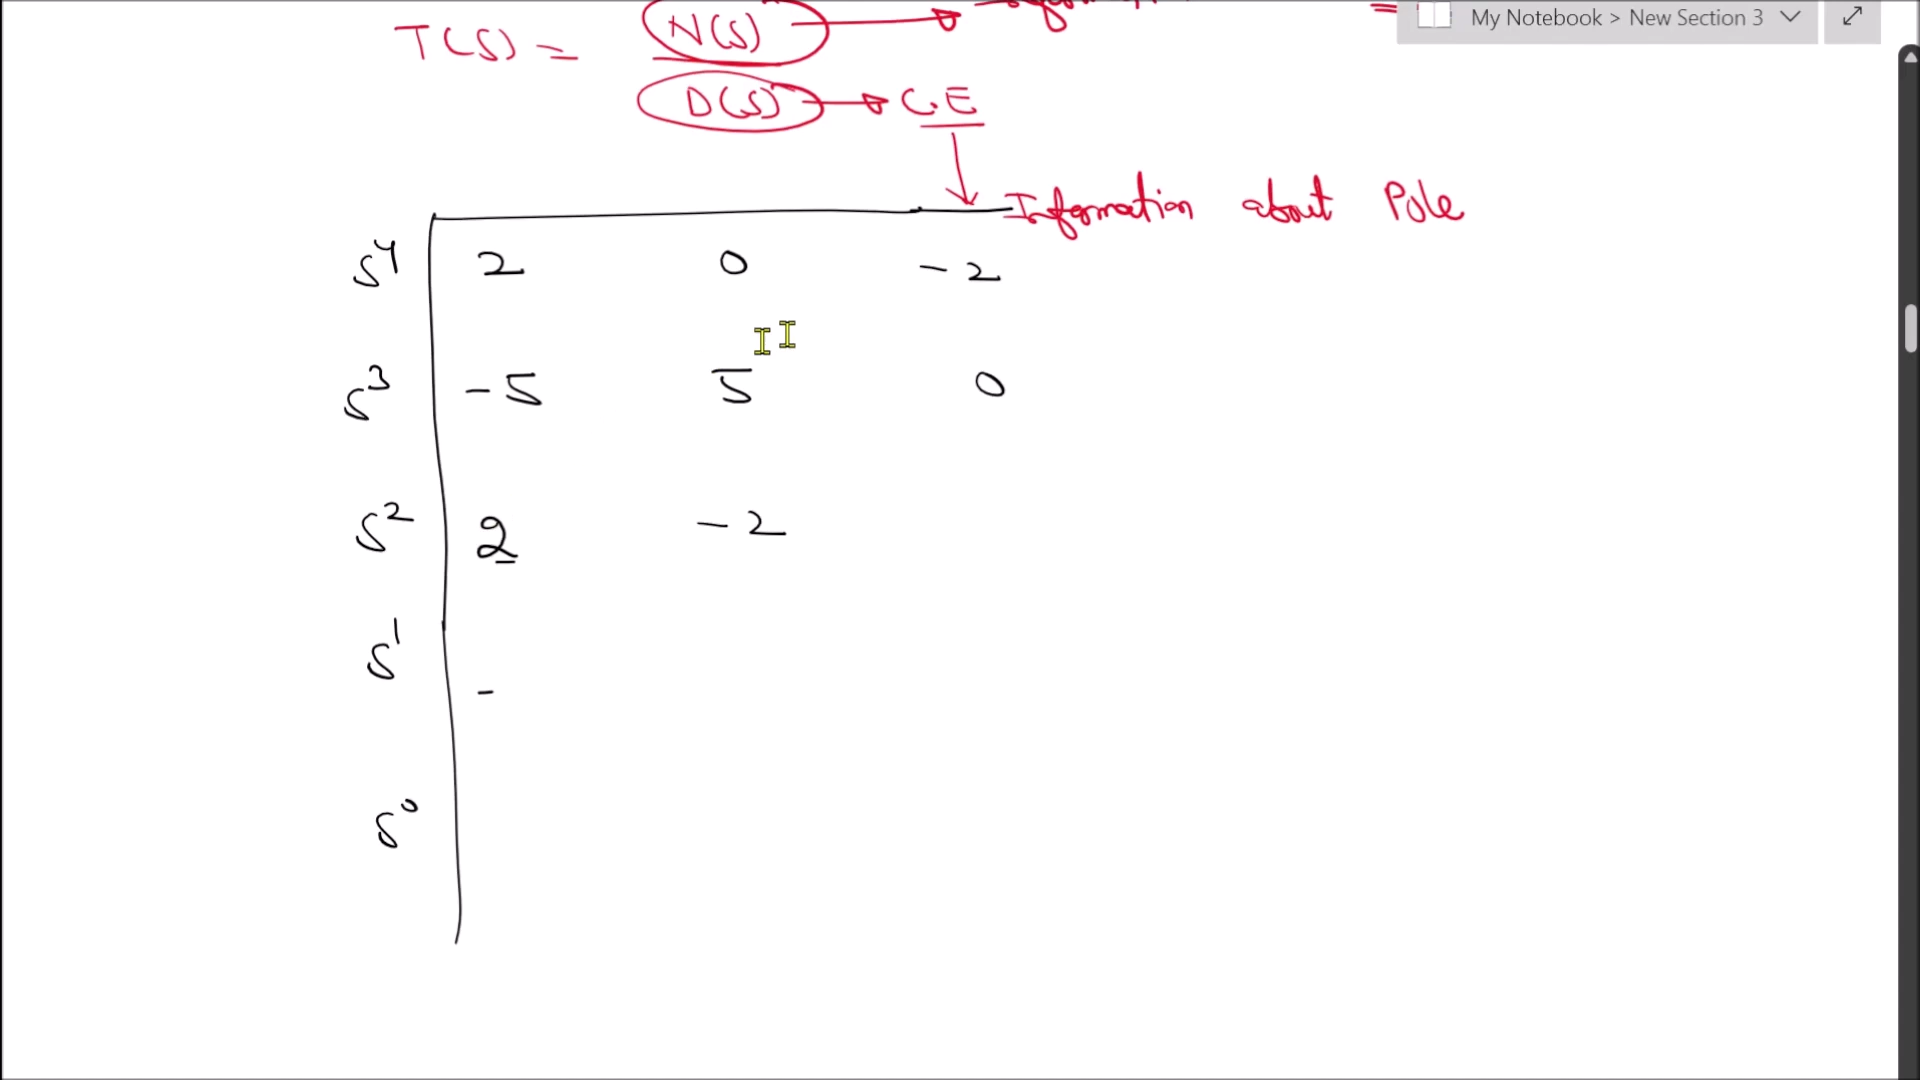 My Notebook > New Section 3
T(S) = N(S)
D(S) → C.E
Information about Pole
S⁴ 2 0 -2
S³ -5 5 0
S² 2 -2
S¹ -
S⁰